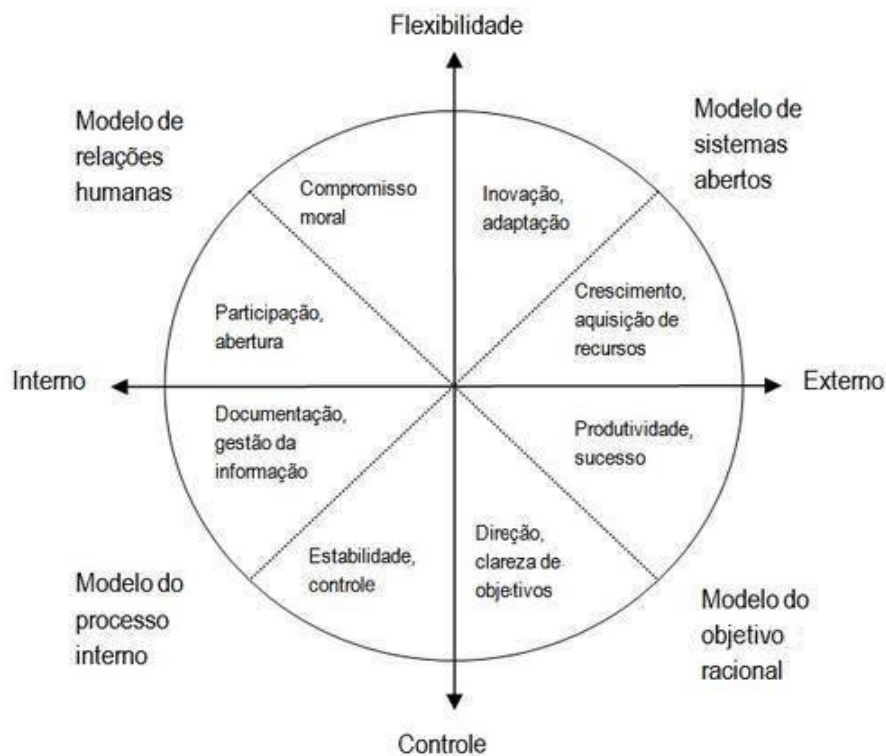 Flexibilidade
Modelo de
relações
humanas
Modelo de
sistemas
abertos
Compromisso
moral
Inovação,
adaptação
Participação,
abertura
Crescimento,
aquisição de
recursos
Interno
Externo
Documentação,
gestão da
informação
Produtividade,
sucesso
Estabilidade,
controle
Direção,
clareza de
objetivos
Modelo do
processo
interno
Modelo do
objetivo
racional
Controle